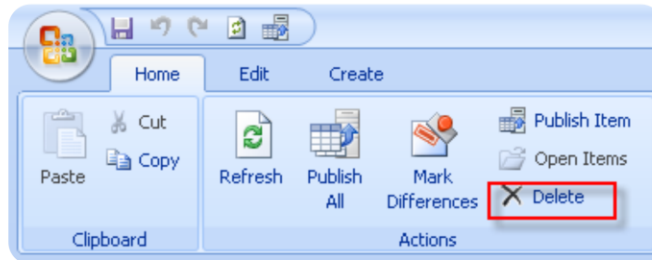 Home Edit Create
Cut Publish Item
Copy Open Items
Paste Refresh Publish All Mark Differences Delete
Clipboard Actions